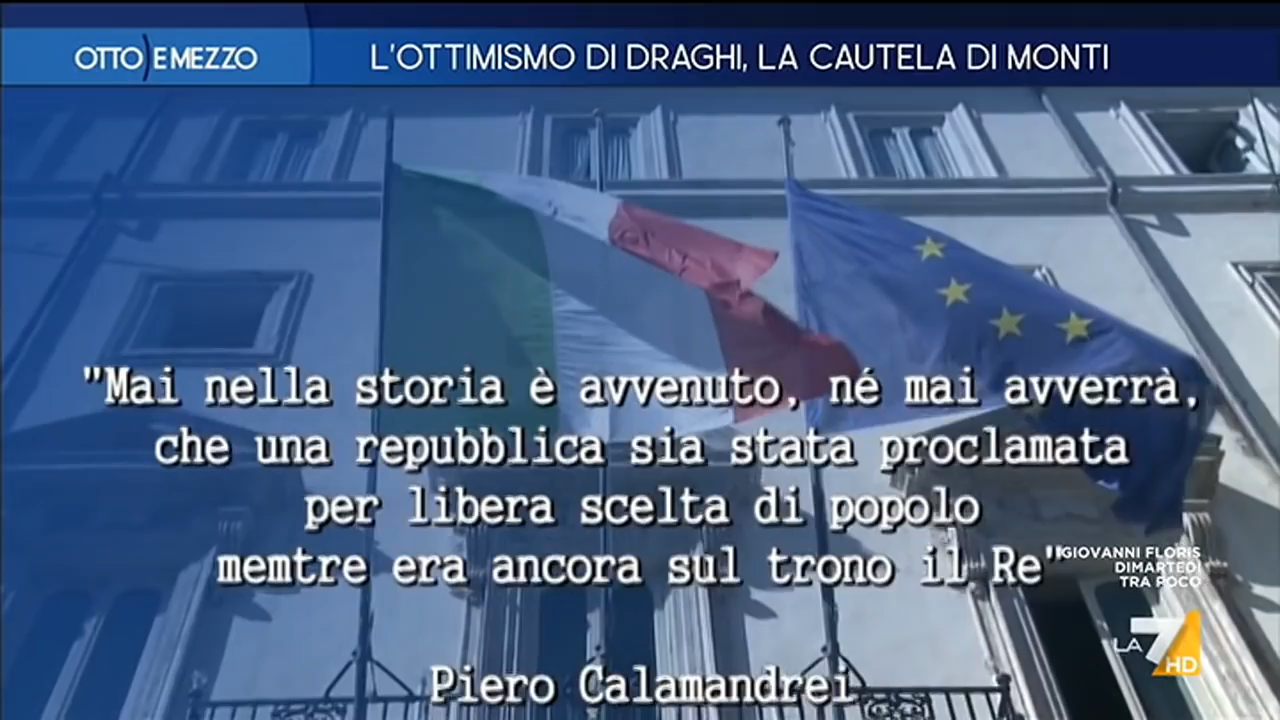 OTTO E MEZZO
L'OTTIMISMO DI DRAGHI, LA CAUTELA DI MONTI
"Mai nella storia è avvenuto, né mai avverrà,
che una repubblica sia stata proclamata
per libera scelta di popolo
memtre era ancora sul trono il Re"
GIOVANNI FLORIS
DIMARTEDÌ
TRA POCO
LA 7 HD
Piero Calamandrei